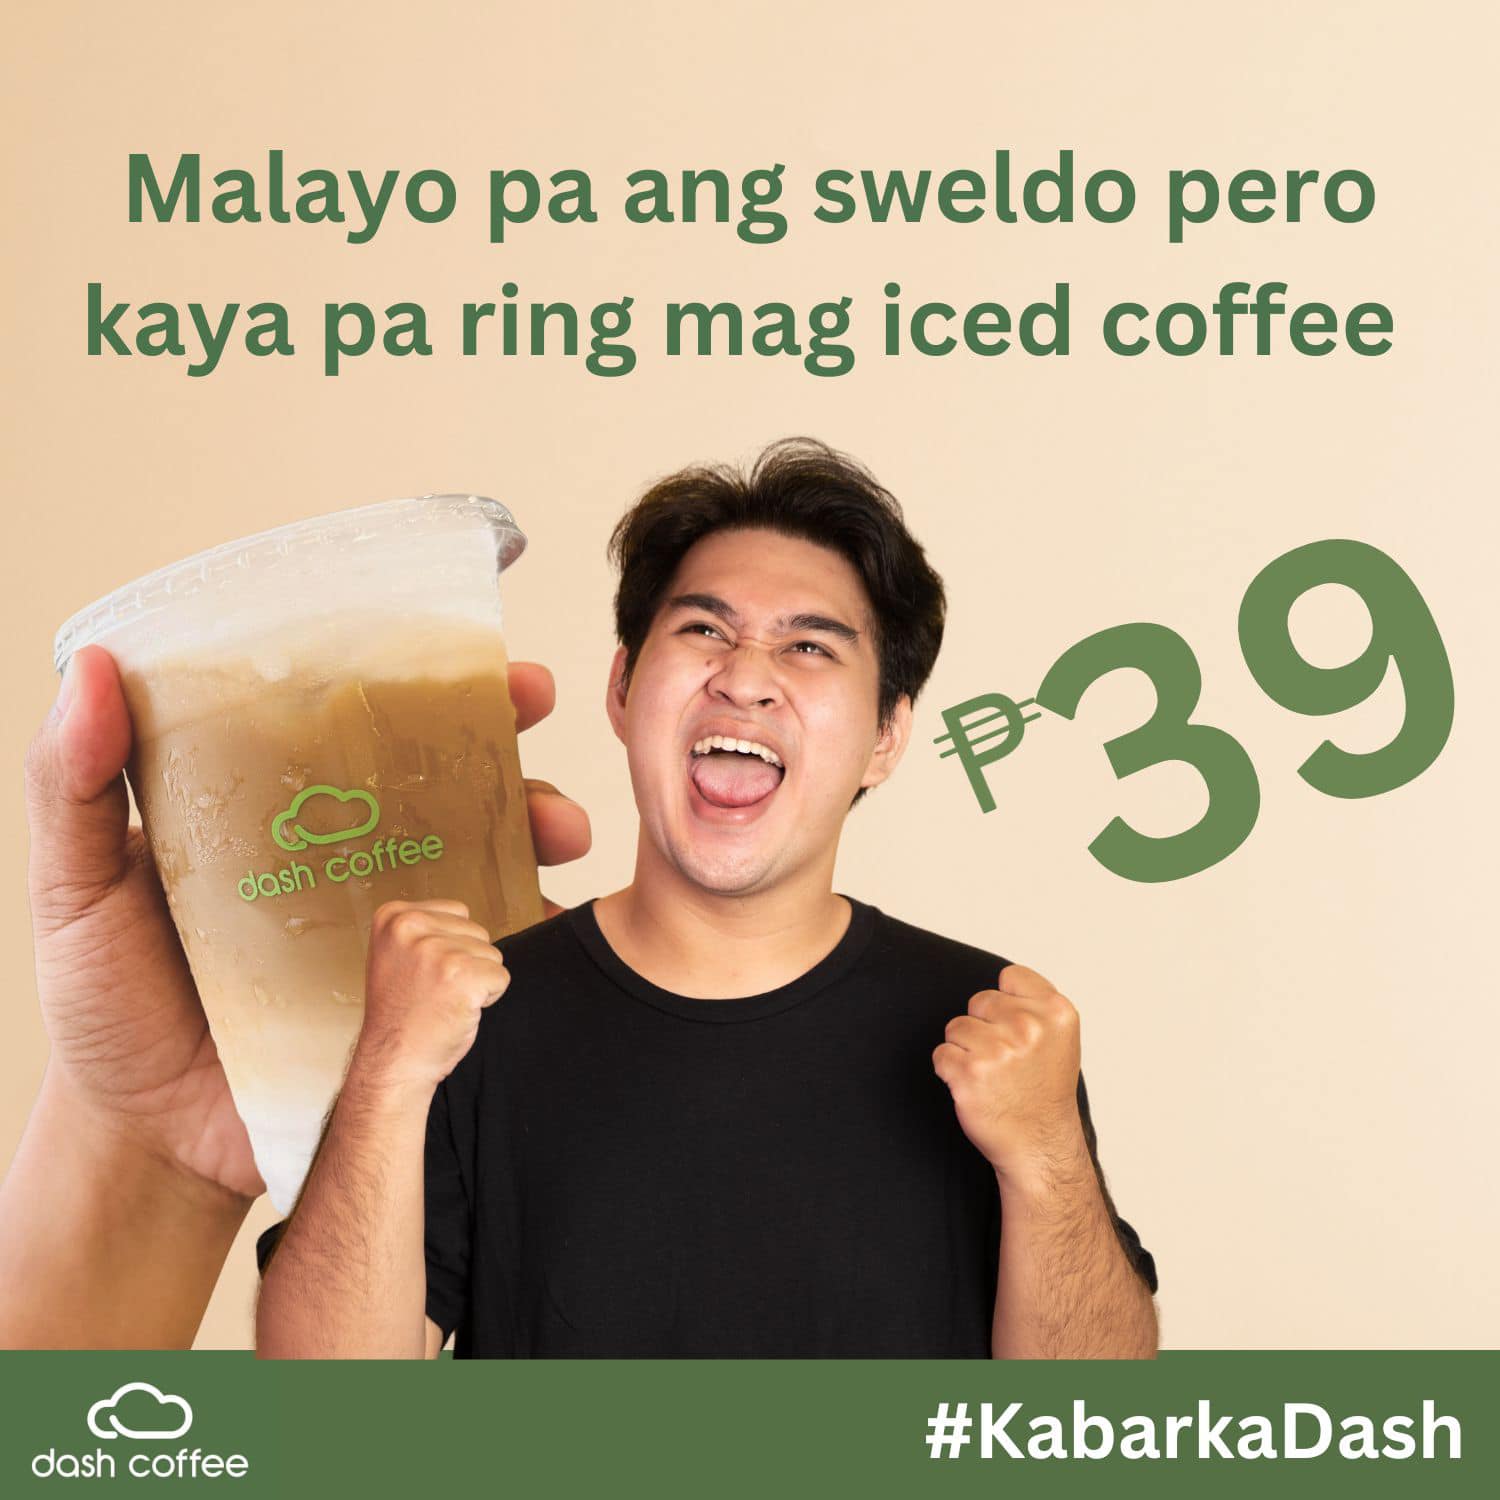 Malayo pa ang sweldo pero
kaya pa ring mag iced coffee
₱39
dash coffee
dash coffee
#KabarkaDash